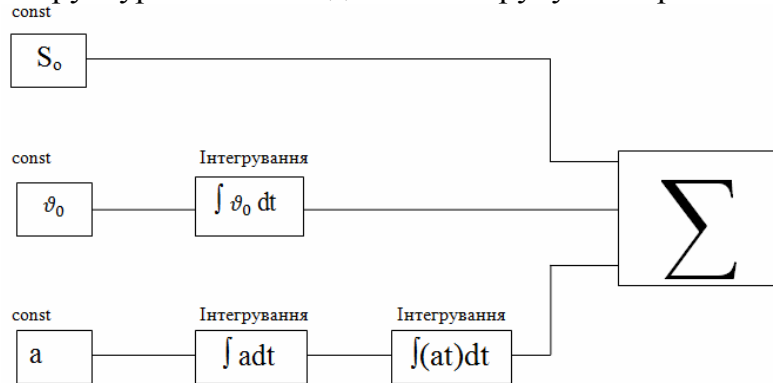 const
S₀
const
Інтегрування
ϑ₀
∫ ϑ₀ dt
∑
const
Інтегрування
Інтегрування
a
∫ adt
∫(at)dt